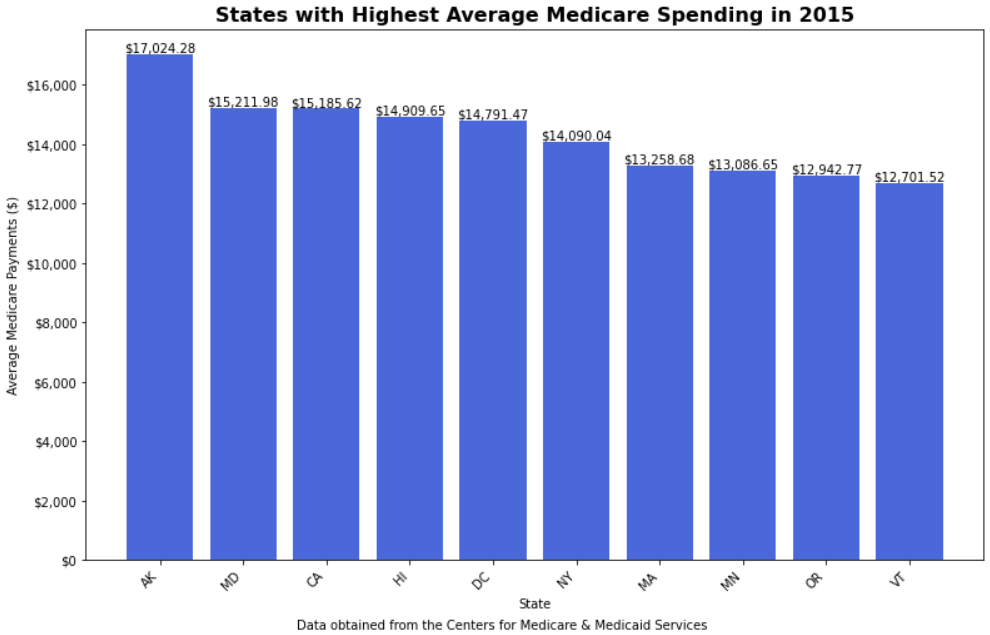 States with Highest Average Medicare Spending in 2015
$17,024.28
$15,211.98
$15,185.62
$14,909.65
$14,791.47
$14,090.04
$13,258.68
$13,086.65
$12,942.77
$12,701.52
$16,000
$14,000
$12,000
$10,000
$8,000
$6,000
$4,000
$2,000
$0
Average Medicare Payments ($)
AK
MD
CA
HI
DC
NY
MA
MN
OR
VT
State
Data obtained from the Centers for Medicare & Medicaid Services